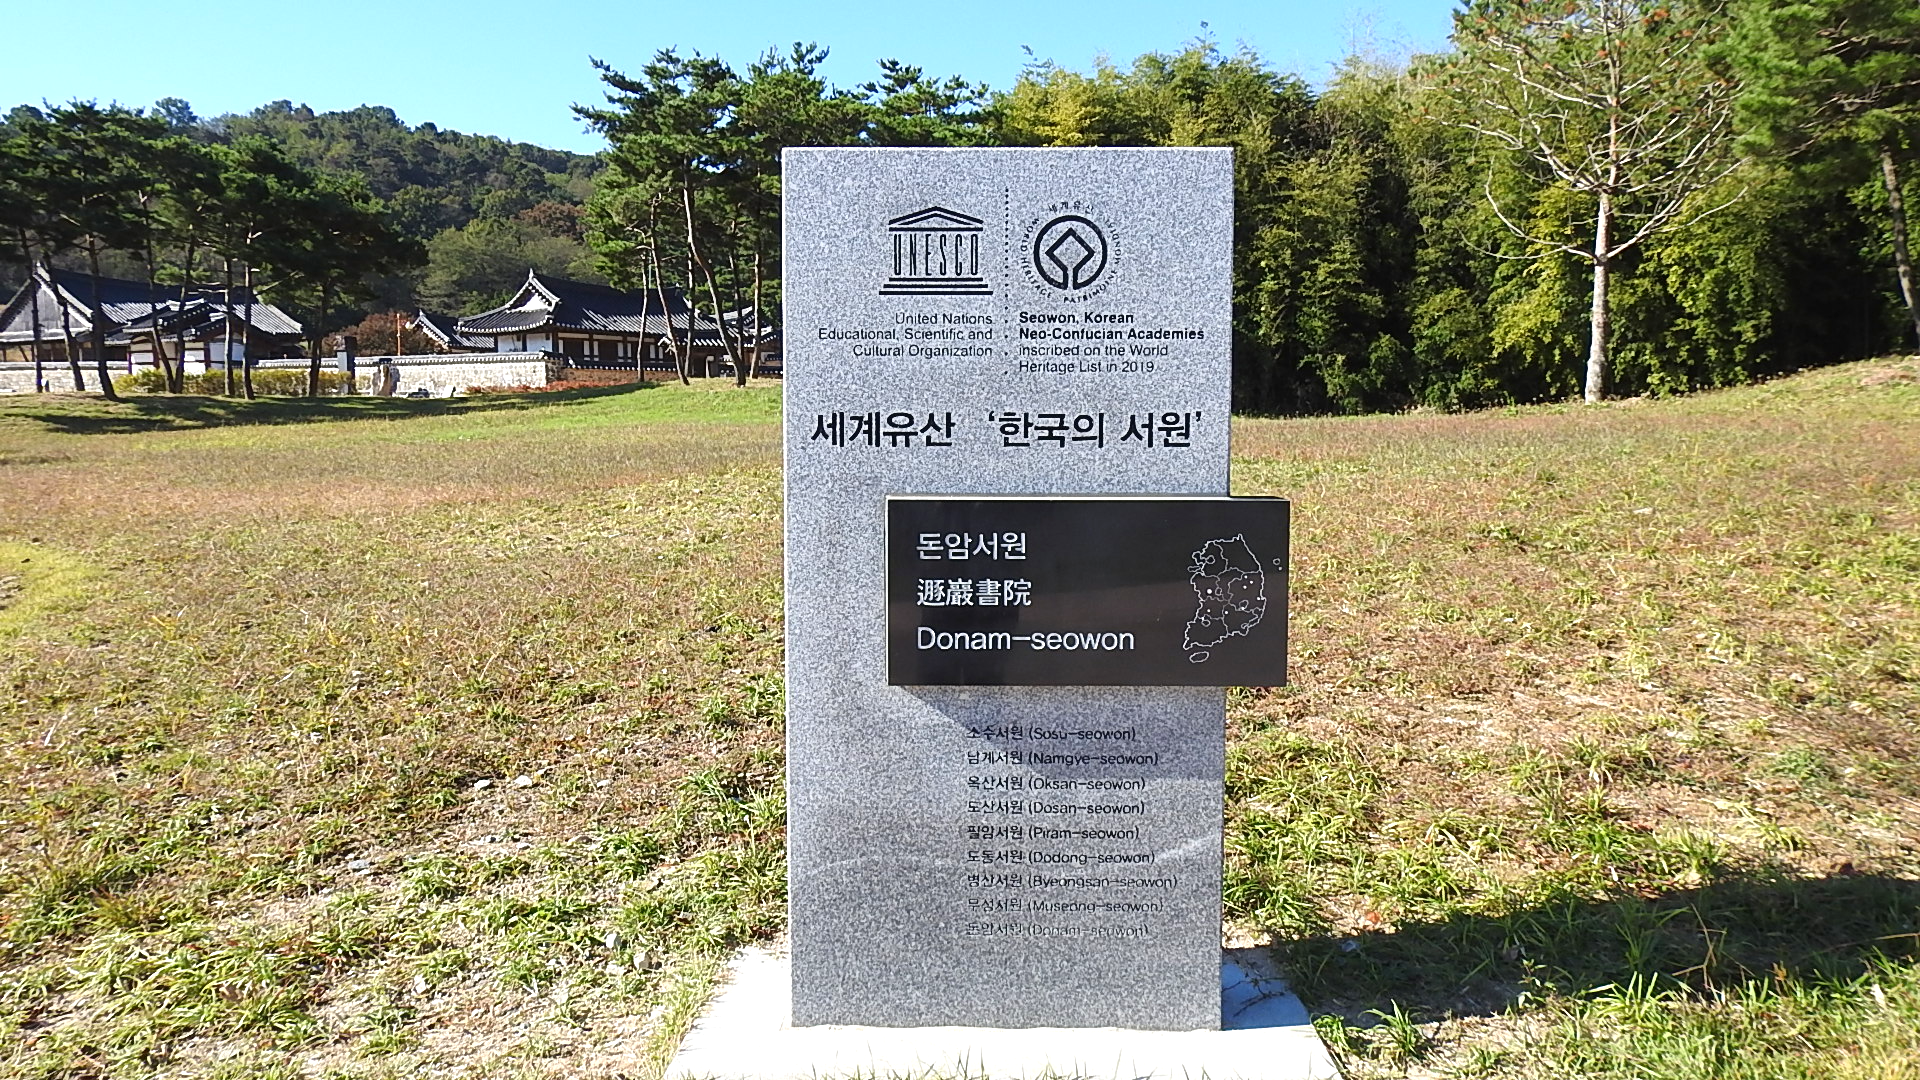 UNESCO
United Nations
Educational, Scientific and
Cultural Organization
세계유산 · PATRIMOINE MONDIAL · WORLD HERITAGE
Seowon, Korean
Neo-Confucian Academies
inscribed on the World
Heritage List in 2019
세계유산 ‘한국의 서원’
돈암서원
遯巖書院
Donam-seowon
소수서원 (Sosu-seowon)
남계서원 (Namgye-seowon)
옥산서원 (Oksan-seowon)
도산서원 (Dosan-seowon)
필암서원 (Piram-seowon)
도동서원 (Dodong-seowon)
병산서원 (Byeongsan-seowon)
무성서원 (Museong-seowon)
돈암서원 (Donam-seowon)